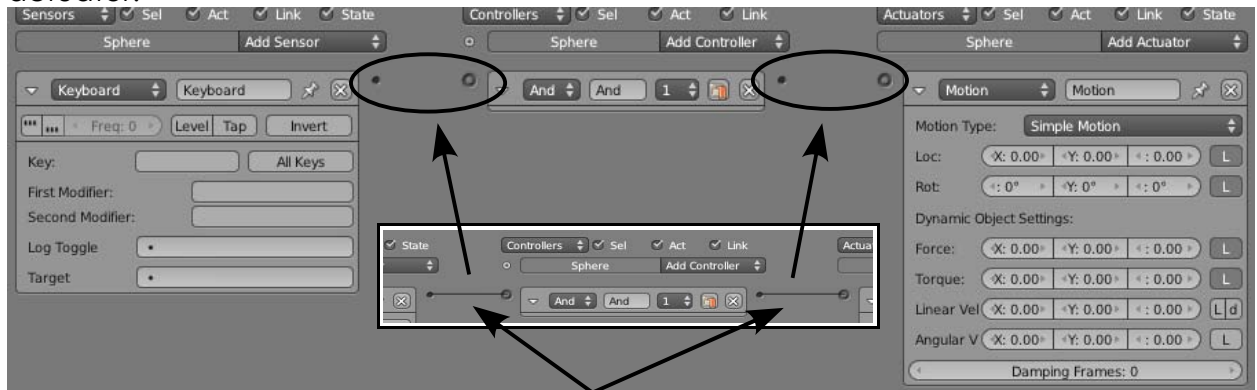 Sensors Sel Act Link State
Sphere Add Sensor
Keyboard Keyboard
Freq: 0 Level Tap Invert
Key: All Keys
First Modifier:
Second Modifier:
Log Toggle
Target
Controllers Sel Act Link
Sphere Add Controller
And And 1
Actuators Sel Act Link State
Sphere Add Actuator
Motion Motion
Motion Type: Simple Motion
Loc: X: 0.00 Y: 0.00 : 0.00 L
Rot: : 0° Y: 0° : 0° L
Dynamic Object Settings:
Force: X: 0.00 Y: 0.00 : 0.00 L
Torque: X: 0.00 Y: 0.00 : 0.00 L
Linear Vel X: 0.00 Y: 0.00 : 0.00 L d
Angular V X: 0.00 Y: 0.00 : 0.00 L
Damping Frames: 0
State Controllers Sel Act Link Actua
Sphere Add Controller
And And 1